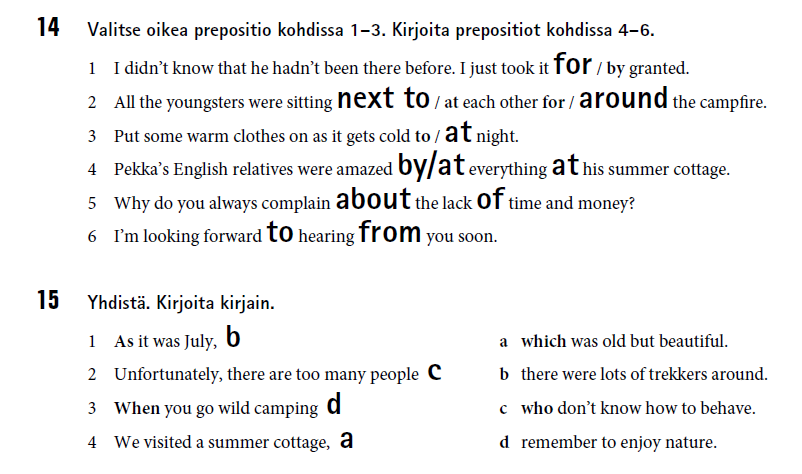 14 Valitse oikea prepositio kohdissa 1–3. Kirjoita prepositiot kohdissa 4–6.
1 I didn't know that he hadn't been there before. I just took it for / by granted.
2 All the youngsters were sitting next to / at each other for / around the campfire.
3 Put some warm clothes on as it gets cold to / at night.
4 Pekka's English relatives were amazed by/at everything at his summer cottage.
5 Why do you always complain about the lack of time and money?
6 I'm looking forward to hearing from you soon.
15 Yhdistä. Kirjoita kirjain.
1 As it was July, b a which was old but beautiful.
2 Unfortunately, there are too many people c b there were lots of trekkers around.
3 When you go wild camping d c who don't know how to behave.
4 We visited a summer cottage, a d remember to enjoy nature.